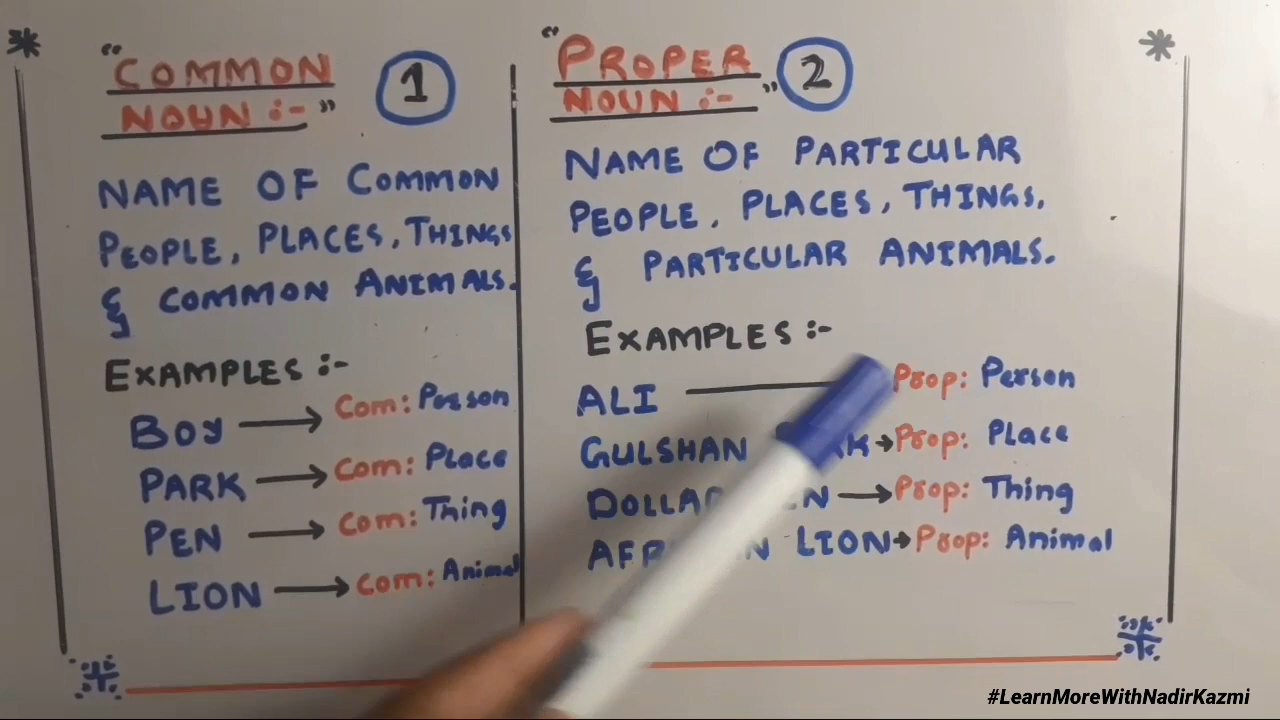 "COMMON
NOUN :-" 1
NAME OF COMMON
PEOPLE, PLACES, THINGS
& COMMON ANIMALS.
EXAMPLES :-
BOY → Com: Person
PARK → Com: Place
PEN → Com: Thing
LION → Com: Animal
"PROPER
NOUN :-" 2
NAME OF PARTICULAR
PEOPLE, PLACES, THINGS,
& PARTICULAR ANIMALS.
EXAMPLES :-
ALI Prop: Person
GULSHAN → Prop: Place
→ Prop: Thing
LION → Prop: Animal
#LearnMoreWithNadirKazmi